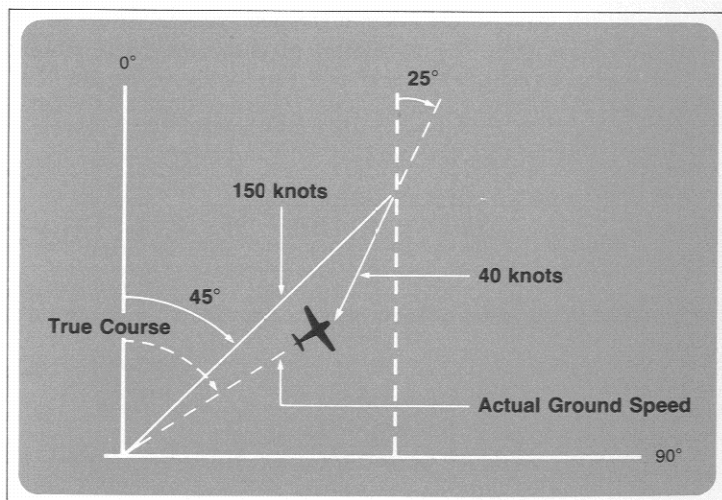 0°
25°
150 knots
45°
40 knots
True Course
Actual Ground Speed
90°